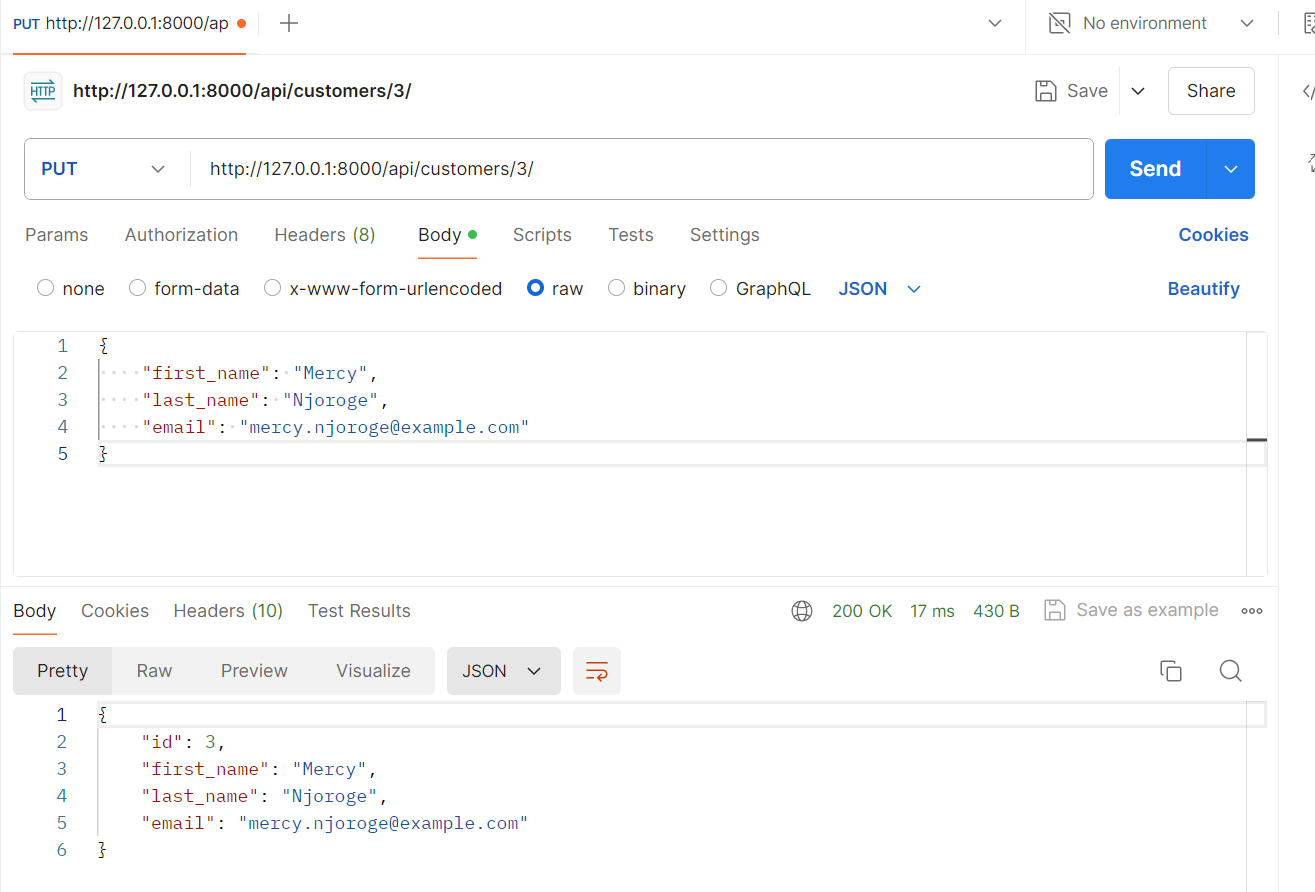 PUT http://127.0.0.1:8000/ap
No environment
HTTP http://127.0.0.1:8000/api/customers/3/
Save
Share
PUT http://127.0.0.1:8000/api/customers/3/
Send
Params Authorization Headers (8) Body Scripts Tests Settings Cookies
none form-data x-www-form-urlencoded raw binary GraphQL JSON Beautify
1 {
2 "first_name": "Mercy",
3 "last_name": "Njoroge",
4 "email": "mercy.njoroge@example.com"
5 }
Body Cookies Headers (10) Test Results 200 OK 17 ms 430 B Save as example
Pretty Raw Preview Visualize JSON
1 {
2 "id": 3,
3 "first_name": "Mercy",
4 "last_name": "Njoroge",
5 "email": "mercy.njoroge@example.com"
6 }